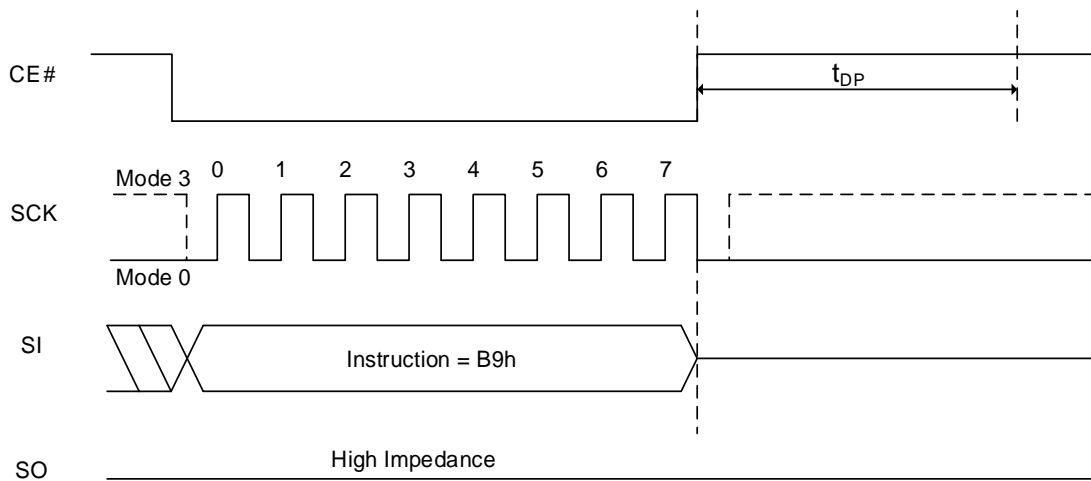 CE#
tDP
Mode 3
0 1 2 3 4 5 6 7
SCK
Mode 0
SI
Instruction = B9h
SO
High Impedance